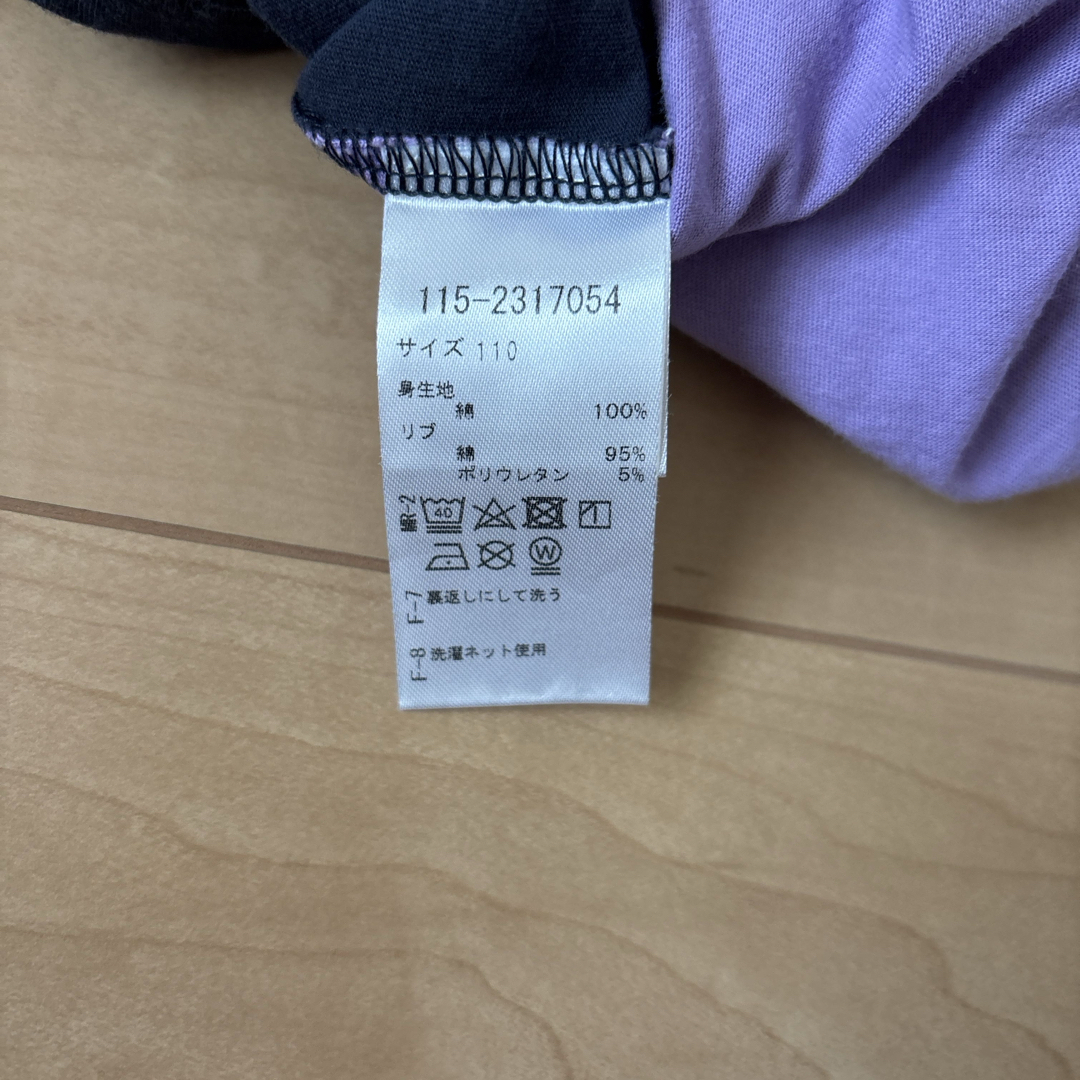 115-2317054
サイズ 110
身生地
綿 100%
リブ
綿 95%
ポリウレタン 5%
40
W
F-7 裏返しにして洗う
F-8 洗濯ネット使用